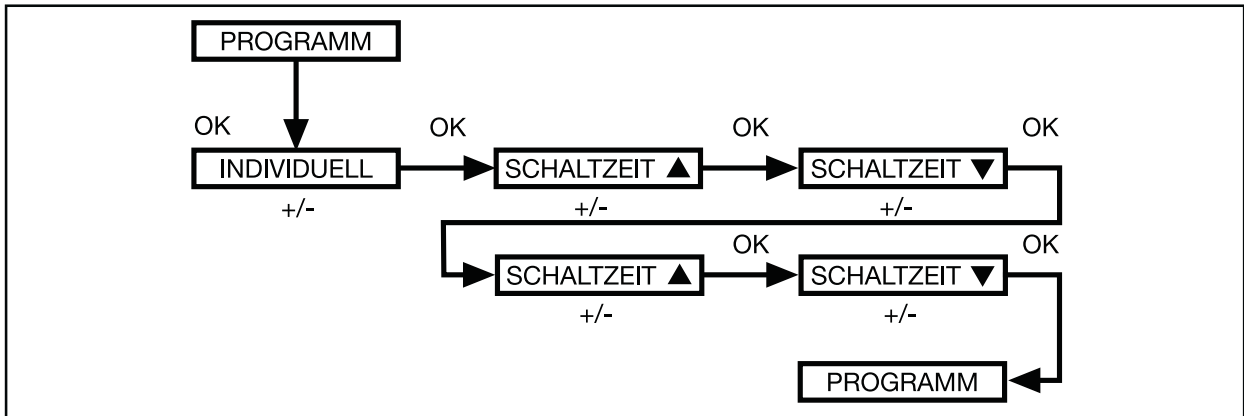 PROGRAMM
OK OK OK OK
INDIVIDUELL SCHALTZEIT ▲ SCHALTZEIT ▼
+/- +/- +/-
OK OK
SCHALTZEIT ▲ SCHALTZEIT ▼
+/- +/-
PROGRAMM